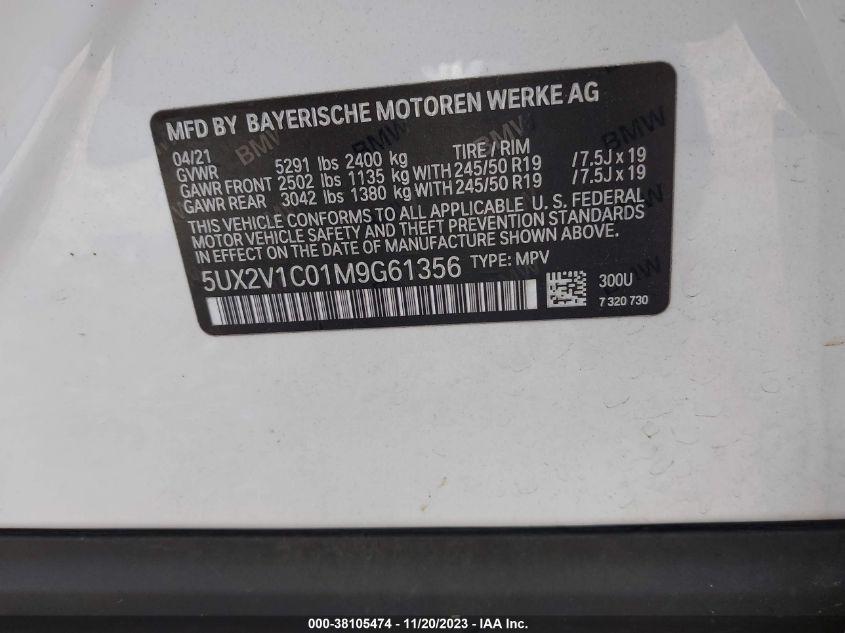 MFD BY BAYERISCHE MOTOREN WERKE AG
04/21
GVWR 5291 lbs 2400 kg TIRE / RIM
GAWR FRONT 2502 lbs 1135 kg WITH 245/50 R19 /7.5J x 19
GAWR REAR 3042 lbs 1380 kg WITH 245/50 R19 /7.5J x 19
THIS VEHICLE CONFORMS TO ALL APPLICABLE U. S. FEDERAL
MOTOR VEHICLE SAFETY AND THEFT PREVENTION STANDARDS
IN EFFECT ON THE DATE OF MANUFACTURE SHOWN ABOVE.
5UX2V1C01M9G61356 TYPE: MPV
300U
7 320 730
000-38105474 - 11/20/2023 - IAA Inc.